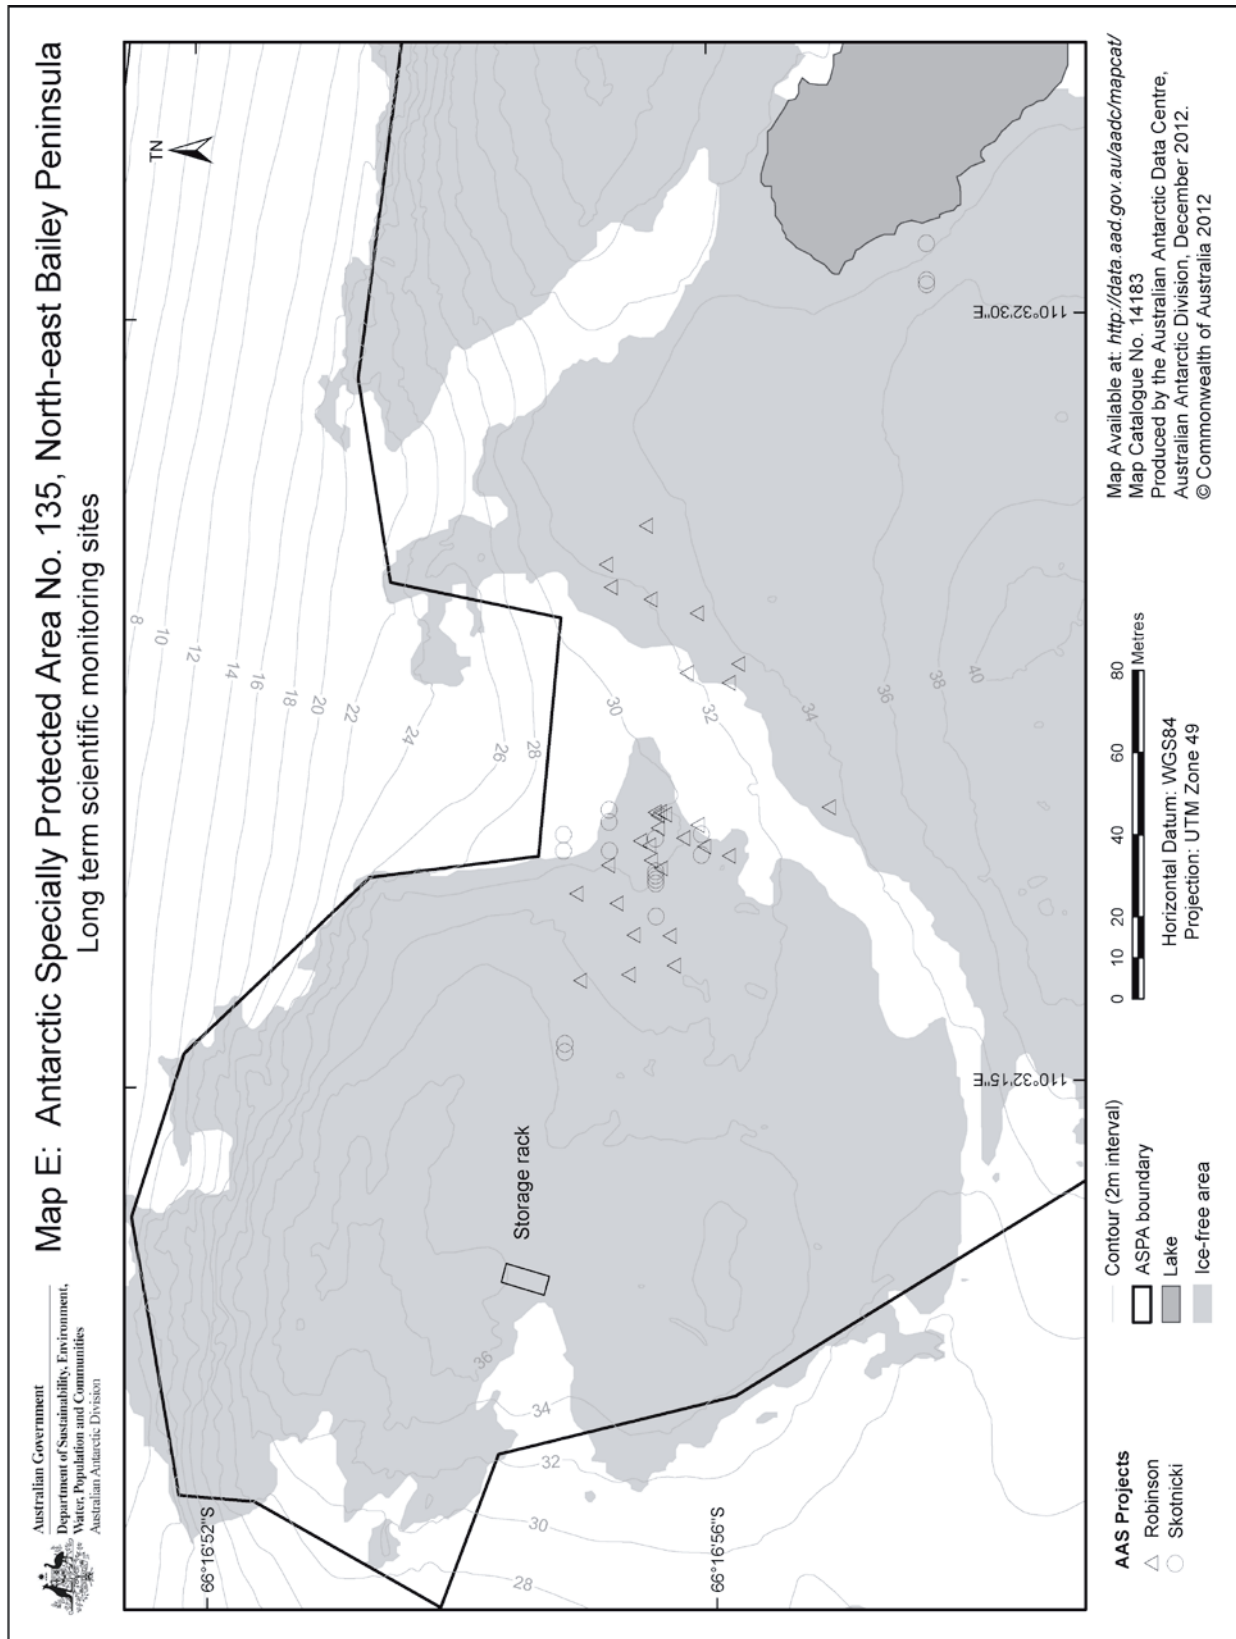 Australian Government
Department of Sustainability, Environment,
Water, Population and Communities
Australian Antarctic Division
Map E: Antarctic Specially Protected Area No. 135, North-east Bailey Peninsula
Long term scientific monitoring sites
TN
8
10
12
14
16
18
20
22
24
26
28
30
32
34
36
38
40
36
34
32
30
28
Storage rack
66°16'52"S
66°16'56"S
110°32'15"E
110°32'30"E
AAS Projects
Robinson
Skotnicki
Contour (2m interval)
ASPA boundary
Lake
Ice-free area
0 10 20 40 60 80
Metres
Horizontal Datum: WGS84
Projection: UTM Zone 49
Map Available at: http://data.aad.gov.au/aadc/mapcat/
Map Catalogue No. 14183
Produced by the Australian Antarctic Data Centre,
Australian Antarctic Division, December 2012.
© Commonwealth of Australia 2012